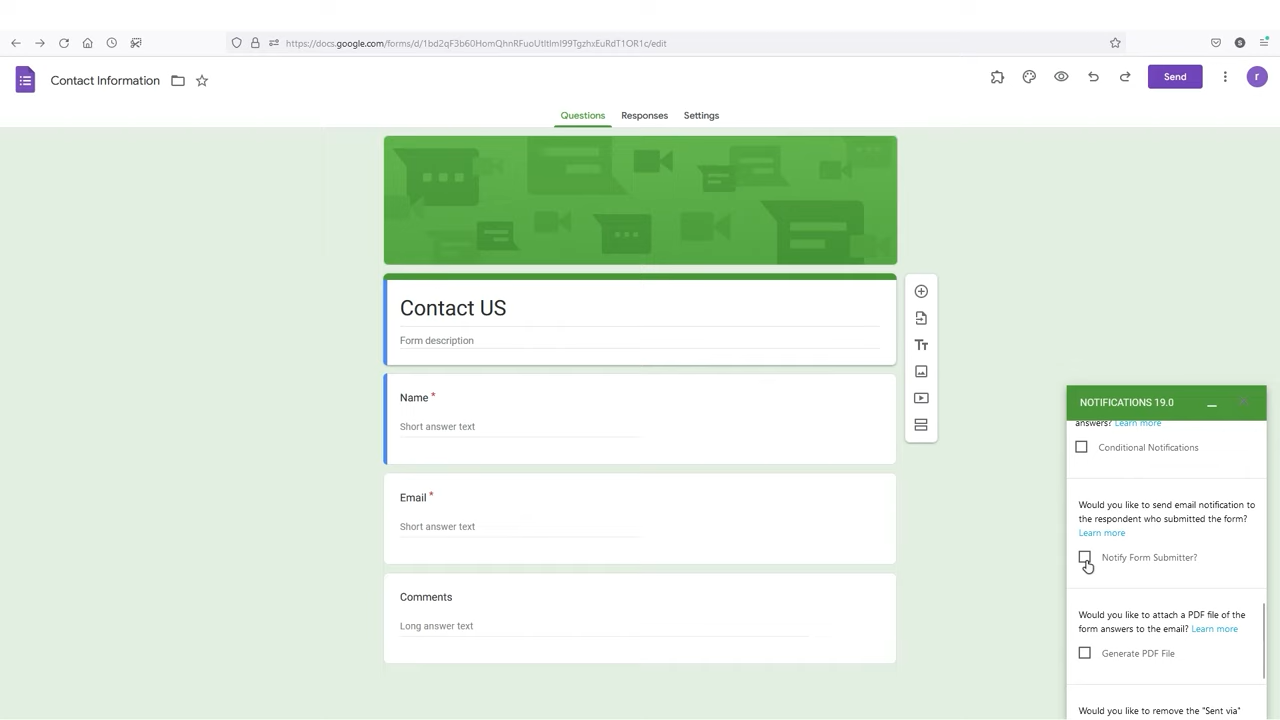 https://docs.google.com/forms/d/1bd2qF3b60HomQhnRFuoUtItlmI99TgzhxEuRdT1OR1c/edit
Contact Information
Send
r
Questions
Responses
Settings
Contact US
Form description
Name *
Short answer text
Email *
Short answer text
Comments
Long answer text
NOTIFICATIONS 19.0
answers? Learn more
Conditional Notifications
Would you like to send email notification to
the respondent who submitted the form?
Learn more
Notify Form Submitter?
Would you like to attach a PDF file of the
form answers to the email? Learn more
Generate PDF File
Would you like to remove the "Sent via"